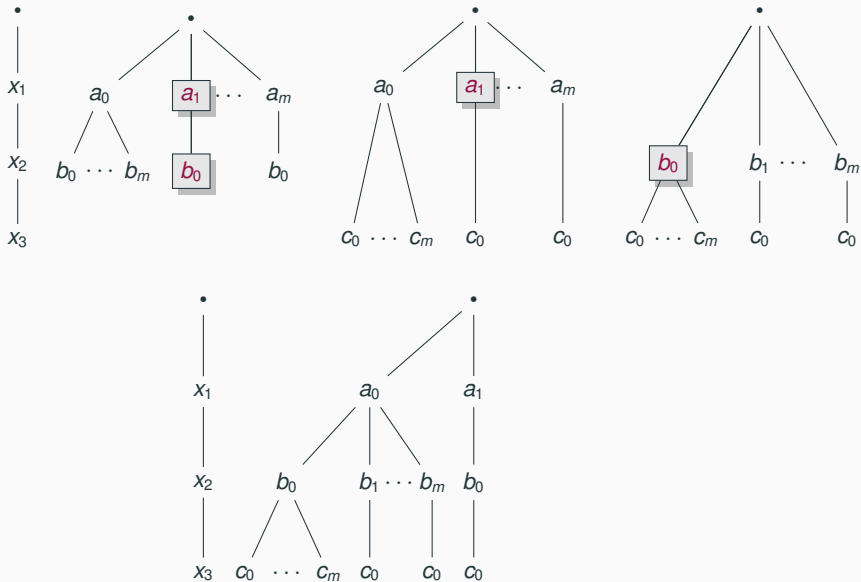 x₁ a₀ a₁ ··· aₘ a₀ a₁ ··· aₘ
x₂ b₀ ··· bₘ b₀ b₀ b₀ b₁ ··· bₘ
x₃ c₀ ··· cₘ c₀ c₀ c₀ ··· cₘ c₀ c₀
x₁ a₀ a₁
x₂ b₀ b₁ ··· bₘ b₀
x₃ c₀ ··· cₘ c₀ c₀ c₀